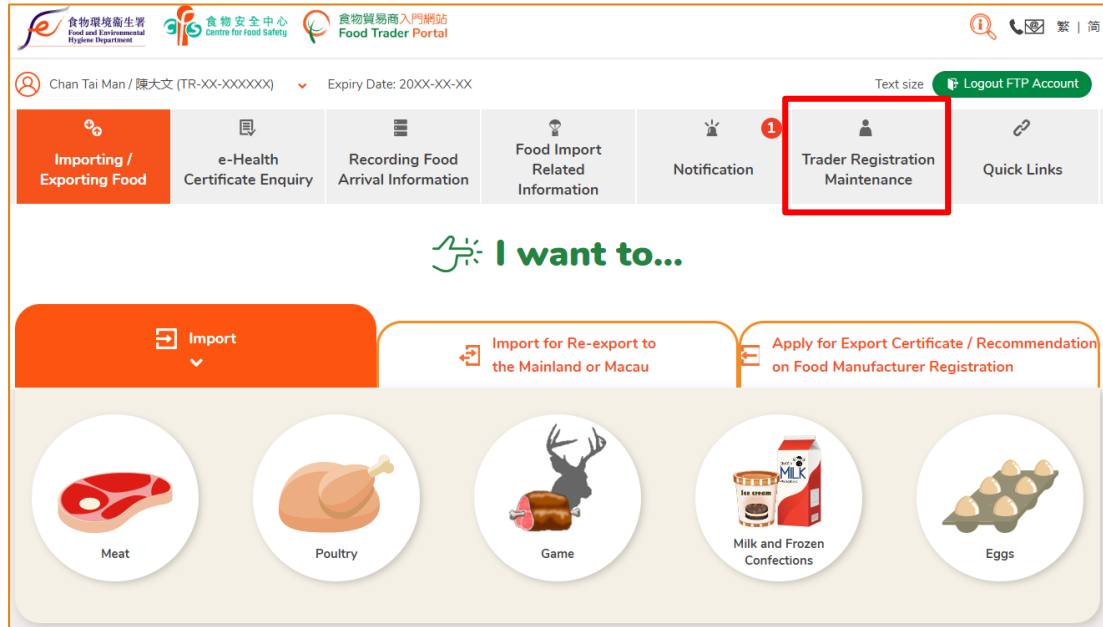 食物環境衞生署
Food and Environmental
Hygiene Department
食物安全中心
Centre for Food Safety
食物貿易商入門網站
Food Trader Portal
繁 | 简
Chan Tai Man / 陳大文 (TR-XX-XXXXXX)
Expiry Date: 20XX-XX-XX
Text size
Logout FTP Account
Importing /
Exporting Food
e-Health
Certificate Enquiry
Recording Food
Arrival Information
Food Import
Related
Information
Notification
1
Trader Registration
Maintenance
Quick Links
I want to...
Import
Import for Re-export to
the Mainland or Macau
Apply for Export Certificate / Recommendation
on Food Manufacturer Registration
Meat
Poultry
Game
Ice cream
MILK
Milk and Frozen
Confections
Eggs